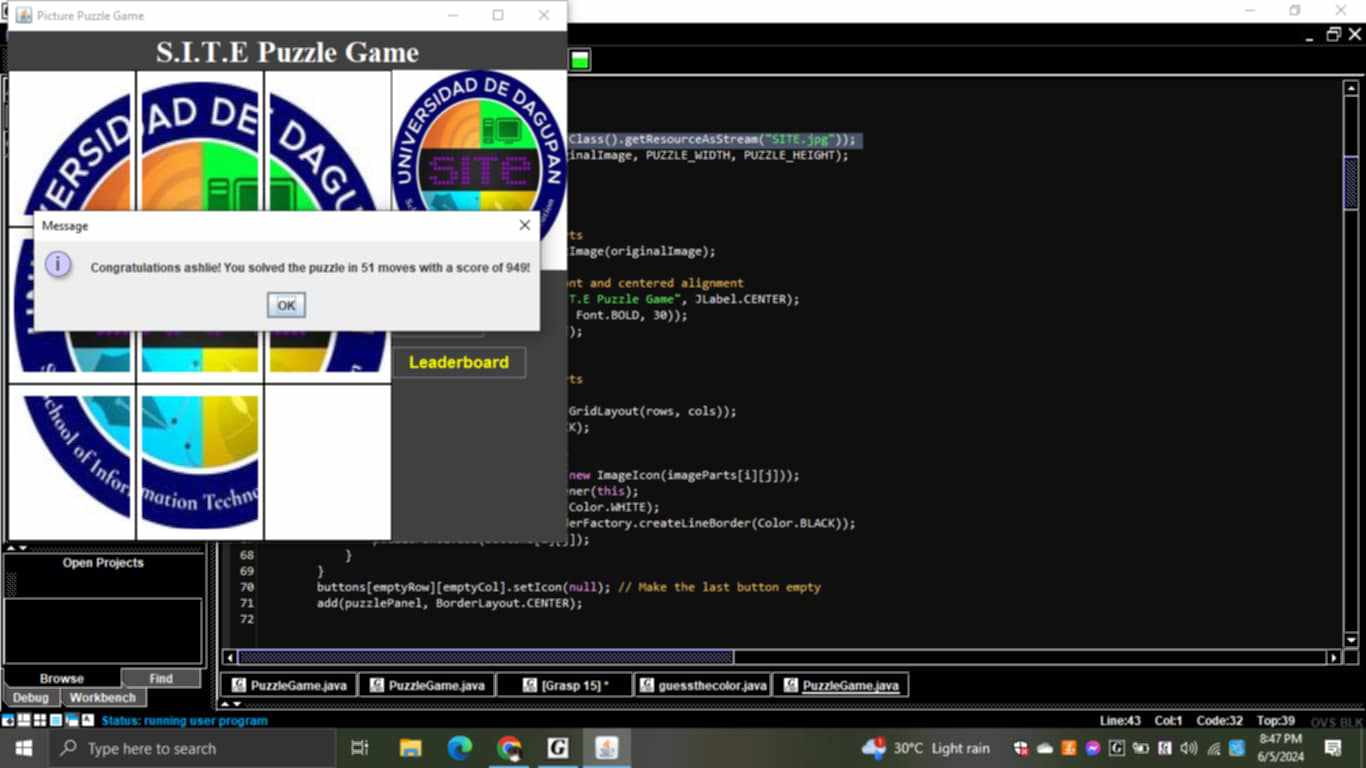 Picture Puzzle Game
S.I.T.E Puzzle Game
UNIVERSIDAD DE DAGUPAN
SITE
Class().getResourceAsStream("SITE.jpg"));
ginalImage, PUZZLE_WIDTH, PUZZLE_HEIGHT);
VERSIDAD DE DAGU
Message
Congratulations ashlie! You solved the puzzle in 51 moves with a score of 949!
OK
ts
Image(originalImage);
nt and centered alignment
T.E Puzzle Game", JLabel.CENTER);
Font.BOLD, 30));
);
Leaderboard
ts
GridLayout(rows, cols));
K);
new ImageIcon(imageParts[i][j]));
ner(this);
Color.WHITE);
derFactory.createLineBorder(Color.BLACK));
School of Information Techno
68 }
69 }
70 buttons[emptyRow][emptyCol].setIcon(null); // Make the last button empty
71 add(puzzlePanel, BorderLayout.CENTER);
72
Open Projects
Browse Find
Debug Workbench
PuzzleGame.java PuzzleGame.java [Grasp 15] * guessthecolor.java PuzzleGame.java
Status: running user program
Line:43 Col:1 Code:32 Top:39 OVS BLK
Type here to search
30°C Light rain
8:47 PM
6/5/2024